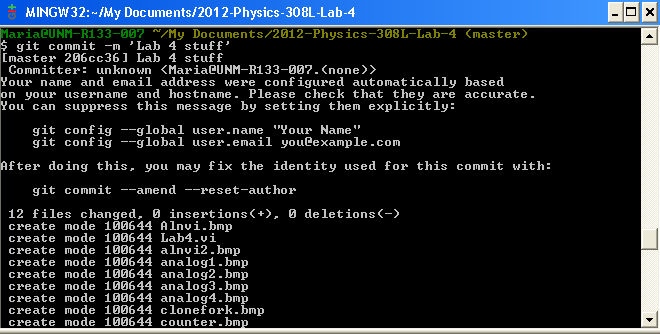 MINGW32:~/My Documents/2012-Physics-308L-Lab-4
Maria@UNM-R133-007 ~/My Documents/2012-Physics-308L-Lab-4 (master)
$ git commit -m 'Lab 4 stuff'
[master 206cc36] Lab 4 stuff
 Committer: unknown <Maria@UNM-R133-007.(none)>
Your name and email address were configured automatically based
on your username and hostname. Please check that they are accurate.
You can suppress this message by setting them explicitly:
    git config --global user.name "Your Name"
    git config --global user.email you@example.com
After doing this, you may fix the identity used for this commit with:
    git commit --amend --reset-author
 12 files changed, 0 insertions(+), 0 deletions(-)
 create mode 100644 AInvi.bmp
 create mode 100644 Lab4.vi
 create mode 100644 alnvi2.bmp
 create mode 100644 analog1.bmp
 create mode 100644 analog2.bmp
 create mode 100644 analog3.bmp
 create mode 100644 analog4.bmp
 create mode 100644 clonefork.bmp
 create mode 100644 counter.bmp